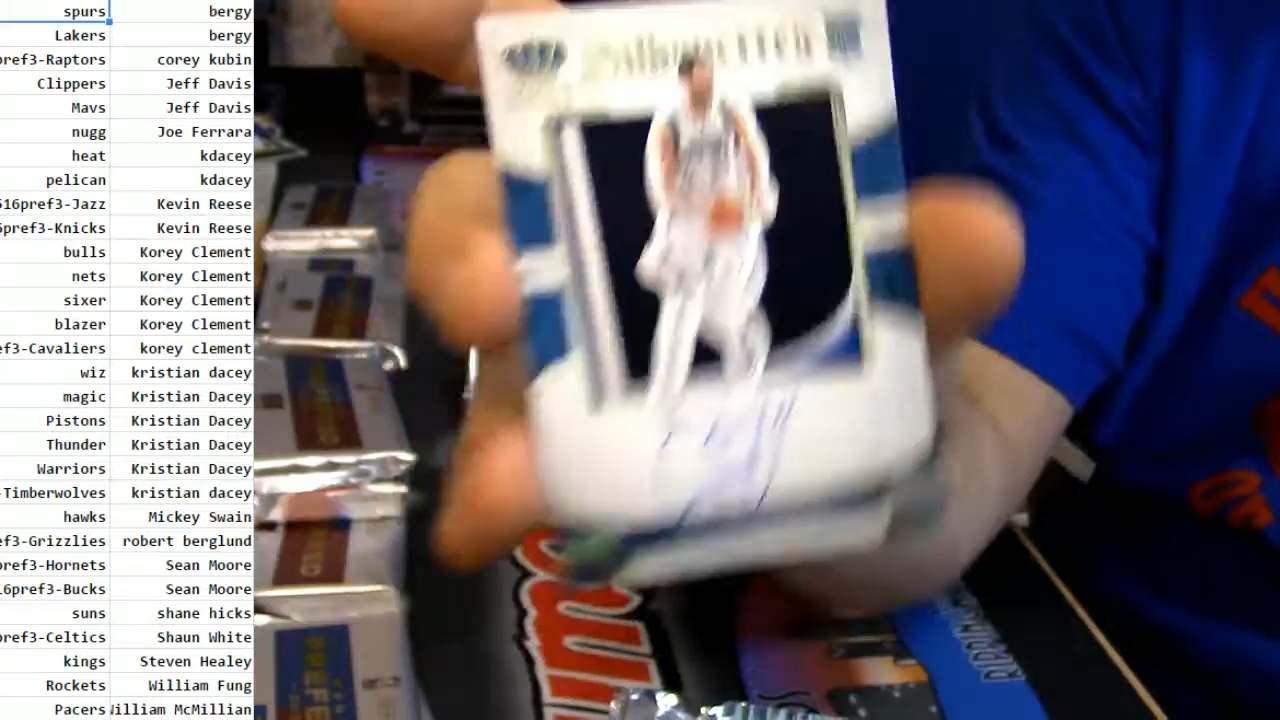 spurs bergy
Lakers bergy
pref3-Raptors corey kubin
Clippers Jeff Davis
Mavs Jeff Davis
nugg Joe Ferrara
heat kdacey
pelican kdacey
516pref3-Jazz Kevin Reese
6pref3-Knicks Kevin Reese
bulls Korey Clement
nets Korey Clement
sixer Korey Clement
blazer Korey Clement
ef3-Cavaliers korey clement
wiz kristian dacey
magic Kristian Dacey
Pistons Kristian Dacey
Thunder Kristian Dacey
Warriors Kristian Dacey
-Timberwolves kristian dacey
hawks Mickey Swain
ef3-Grizzlies robert berglund
pref3-Hornets Sean Moore
16pref3-Bucks Sean Moore
suns shane hicks
pref3-Celtics Shaun White
kings Steven Healey
Rockets William Fung
Pacers William McMillian
Silhouettes